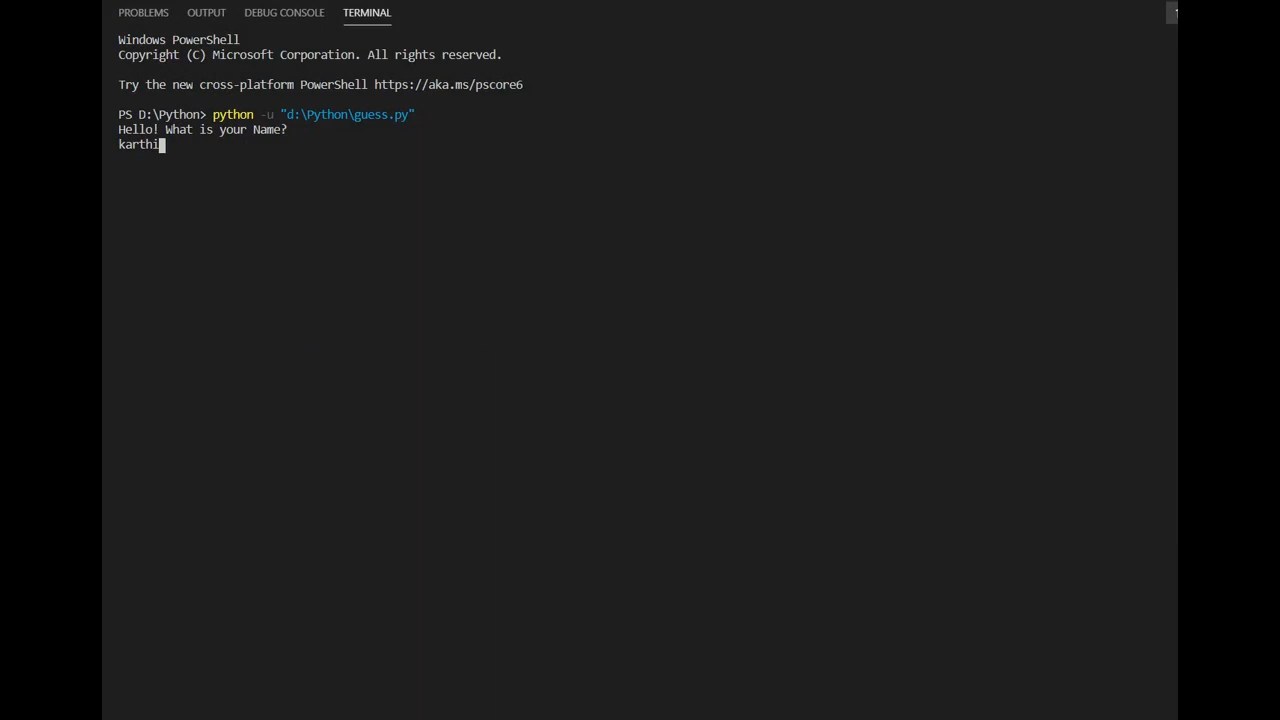 PROBLEMS OUTPUT DEBUG CONSOLE TERMINAL
Windows PowerShell
Copyright (C) Microsoft Corporation. All rights reserved.
Try the new cross-platform PowerShell https://aka.ms/pscore6
PS D:\Python> python -u "d:\Python\guess.py"
Hello! What is your Name?
karthi